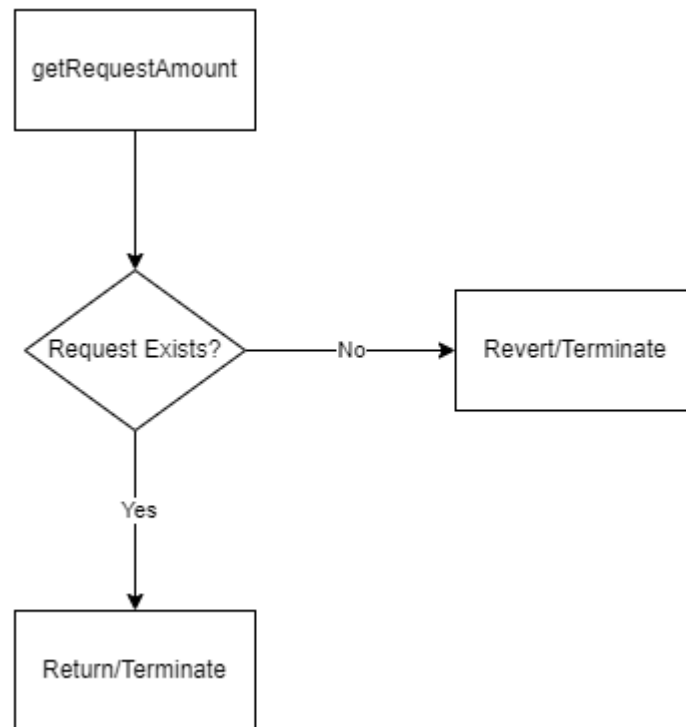 getRequestAmount
Request Exists?
No
Revert/Terminate
Yes
Return/Terminate